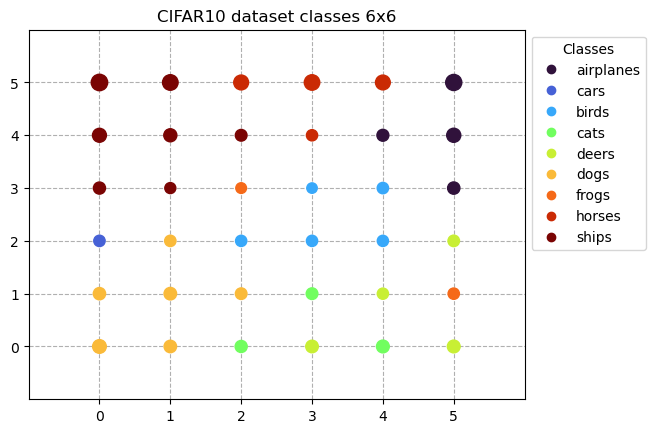 CIFAR10 dataset classes 6x6
Classes
airplanes
cars
birds
cats
deers
dogs
frogs
horses
ships
5
4
3
2
1
0
0 1 2 3 4 5